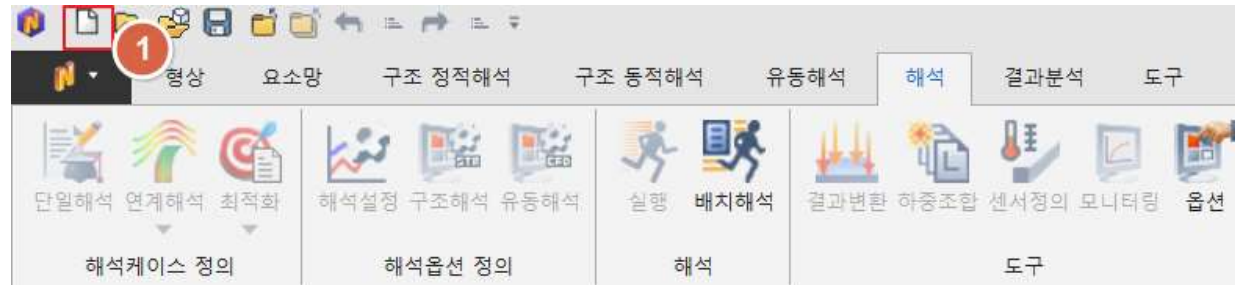 1
형상 요소망 구조 정적해석 구조 동적해석 유동해석 해석 결과분석 도구
단일해석 연계해석 최적화 해석설정 구조해석 유동해석 실행 배치해석 결과변환 하중조합 센서정의 모니터링 옵션
해석케이스 정의 해석옵션 정의 해석 도구